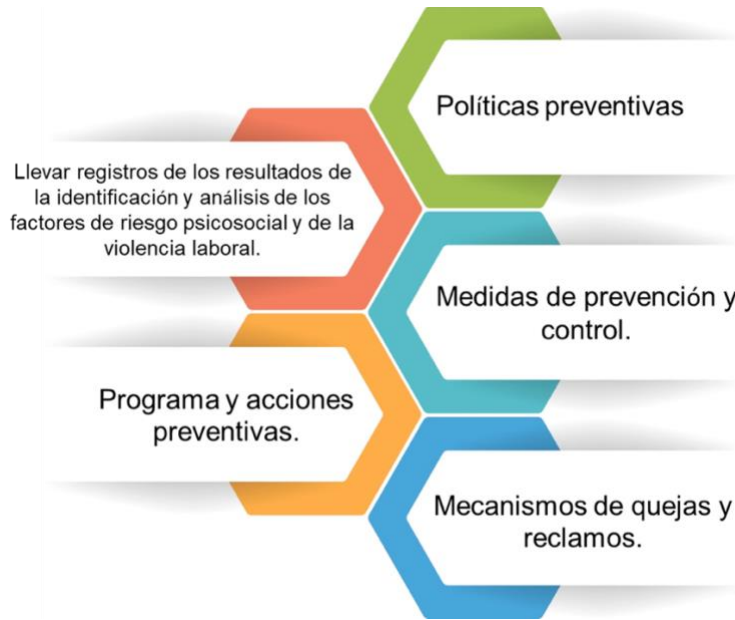 Políticas preventivas
Llevar registros de los resultados de
la identificación y análisis de los
factores de riesgo psicosocial y de la
violencia laboral.
Medidas de prevención y
control.
Programa y acciones
preventivas.
Mecanismos de quejas y
reclamos.